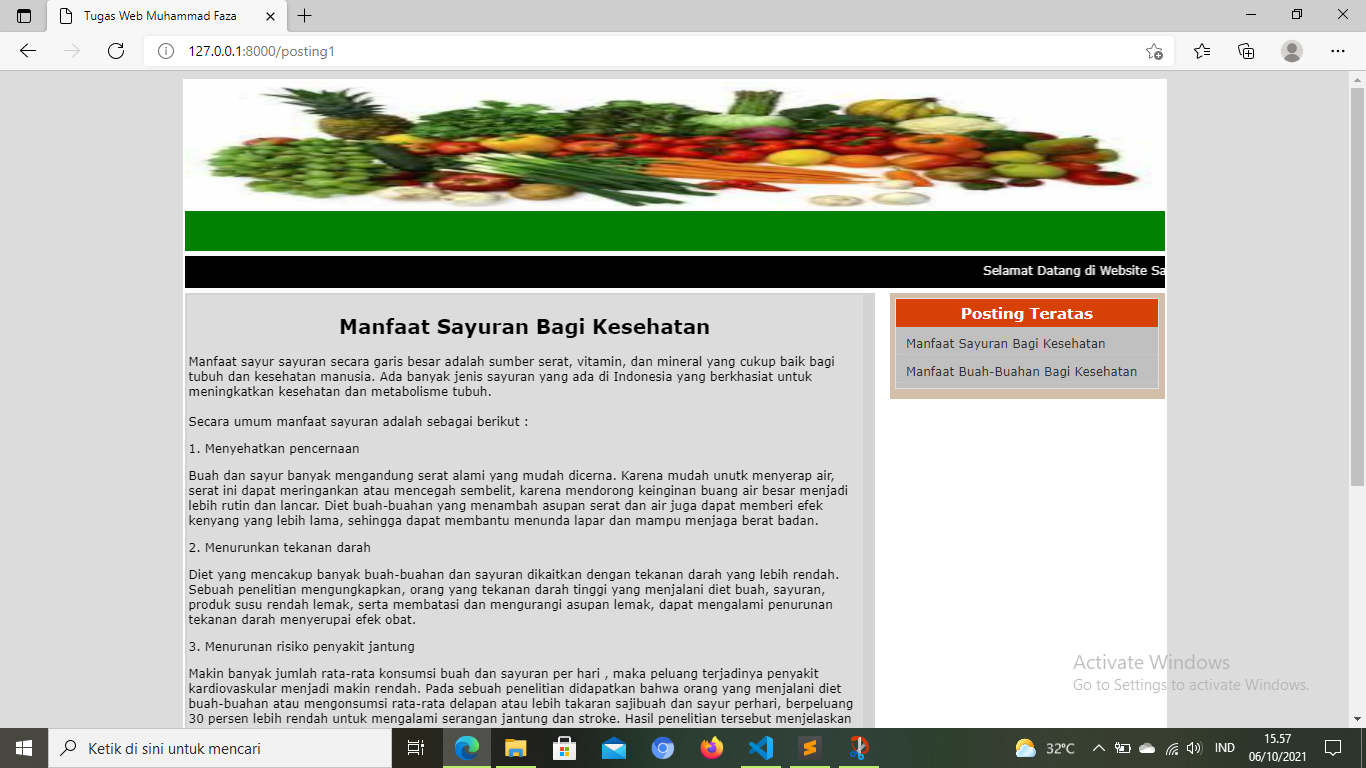 Tugas Web Muhammad Faza
127.0.0.1:8000/posting1
Selamat Datang di Website Sa
Manfaat Sayuran Bagi Kesehatan
Manfaat sayur sayuran secara garis besar adalah sumber serat, vitamin, dan mineral yang cukup baik bagi
tubuh dan kesehatan manusia. Ada banyak jenis sayuran yang ada di Indonesia yang berkhasiat untuk
meningkatkan kesehatan dan metabolisme tubuh.
Secara umum manfaat sayuran adalah sebagai berikut :
1. Menyehatkan pencernaan
Buah dan sayur banyak mengandung serat alami yang mudah dicerna. Karena mudah unutk menyerap air,
serat ini dapat meringankan atau mencegah sembelit, karena mendorong keinginan buang air besar menjadi
lebih rutin dan lancar. Diet buah-buahan yang menambah asupan serat dan air juga dapat memberi efek
kenyang yang lebih lama, sehingga dapat membantu menunda lapar dan mampu menjaga berat badan.
2. Menurunkan tekanan darah
Diet yang mencakup banyak buah-buahan dan sayuran dikaitkan dengan tekanan darah yang lebih rendah.
Sebuah penelitian mengungkapkan, orang yang tekanan darah tinggi yang menjalani diet buah, sayuran,
produk susu rendah lemak, serta membatasi dan mengurangi asupan lemak, dapat mengalami penurunan
tekanan darah menyerupai efek obat.
3. Menurunan risiko penyakit jantung
Makin banyak jumlah rata-rata konsumsi buah dan sayuran per hari , maka peluang terjadinya penyakit
kardiovaskular menjadi makin rendah. Pada sebuah penelitian didapatkan bahwa orang yang menjalani diet
buah-buahan atau mengonsumsi rata-rata delapan atau lebih takaran sajibuah dan sayur perhari, berpeluang
30 persen lebih rendah untuk mengalami serangan jantung dan stroke. Hasil penelitian tersebut menjelaskan
Posting Teratas
Manfaat Sayuran Bagi Kesehatan
Manfaat Buah-Buahan Bagi Kesehatan
Activate Windows
Go to Settings to activate Windows.
Ketik di sini untuk mencari
32°C
IND
15.57
06/10/2021